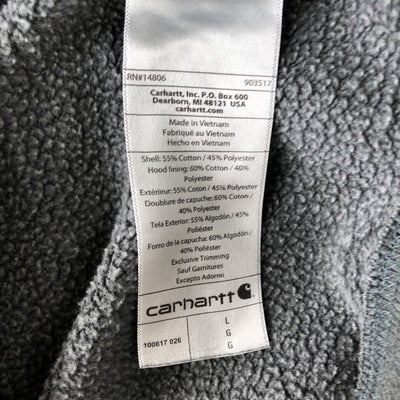 RN#14806 903517
Carhartt, Inc. P.O. Box 600
Dearborn, MI 48121 USA
carhartt.com
Made in Vietnam
Fabriqué au Vietnam
Hecho en Vietnam
Shell: 55% Cotton / 45% Polyester
Hood lining: 60% Cotton / 40%
Polyester
Extérieur: 55% Coton / 45% Polyester
Doublure de capuche: 60% Coton /
40% Polyester
Tela Exterior: 55% Algodón / 45%
Poliéster
Forro de la capucha: 60% Algodón /
40% Poliéster
Exclusive Trimming
Sauf Garnitures
Excepto Adorno
carhartt
100617 026
L
G
G